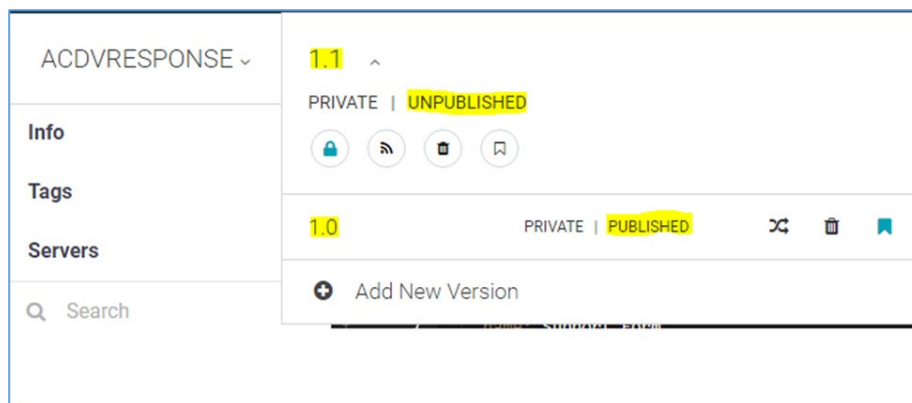 ACDVRESPONSE
1.1
PRIVATE | UNPUBLISHED
Info
Tags
Servers
Search
1.0 PRIVATE | PUBLISHED
Add New Version